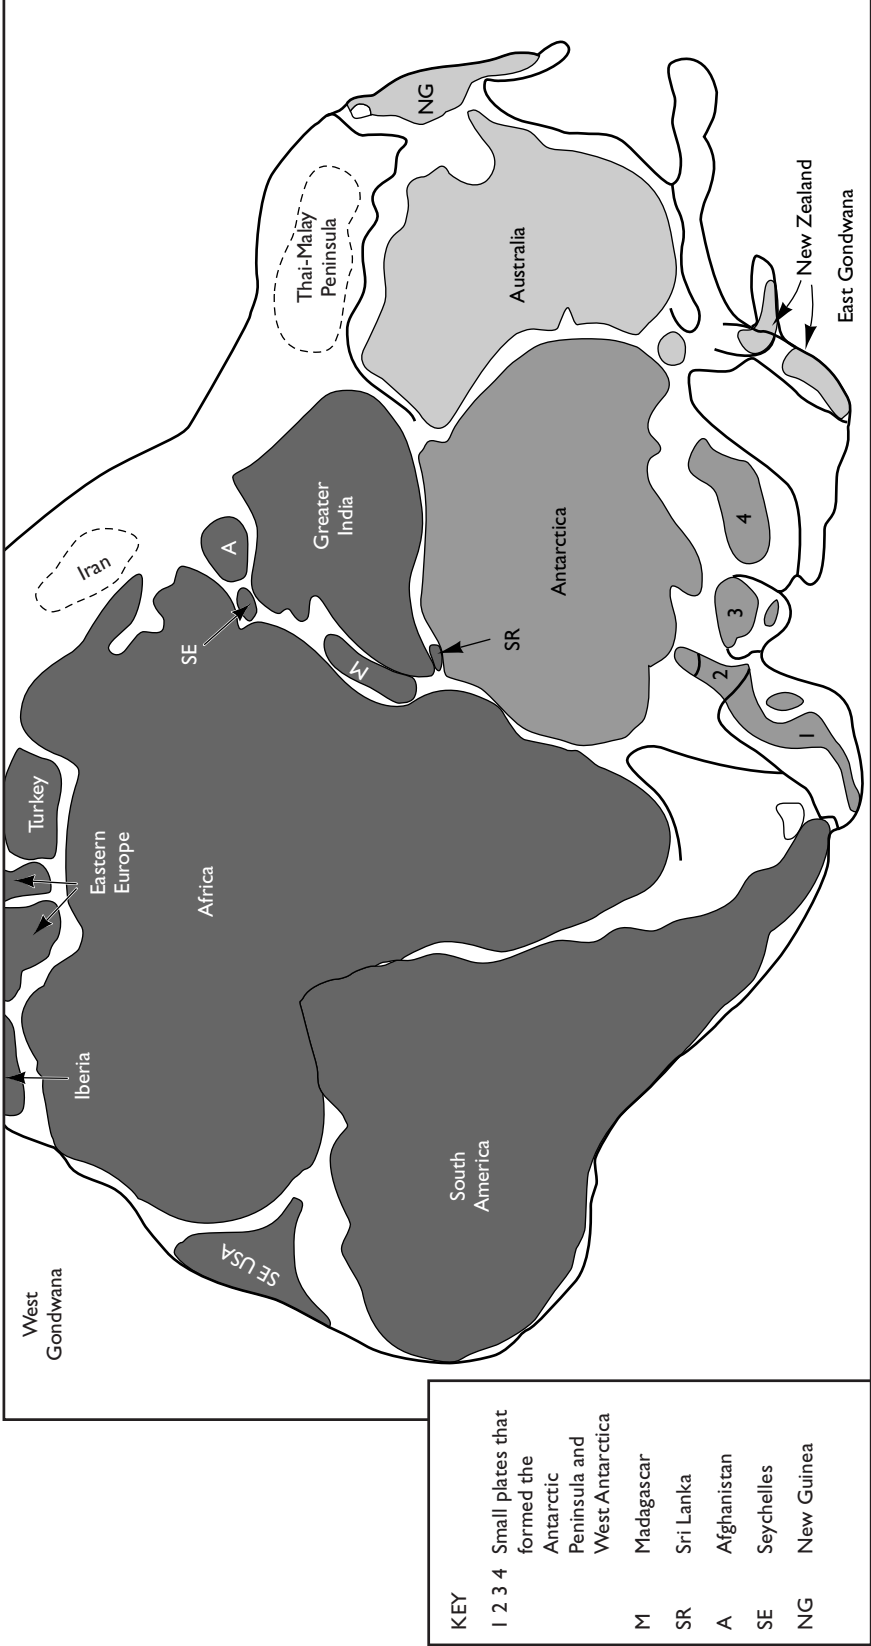 West
Gondwana
Iberia
Eastern
Europe
Turkey
SE USA
Africa
South
America
Iran
SE
A
M
Greater
India
SR
Thai-Malay
Peninsula
NG
Australia
Antarctica
1
2
3
4
New Zealand
East Gondwana
KEY
1 2 3 4 Small plates that
formed the
Antarctic
Peninsula and
West Antarctica
M Madagascar
SR Sri Lanka
A Afghanistan
SE Seychelles
NG New Guinea